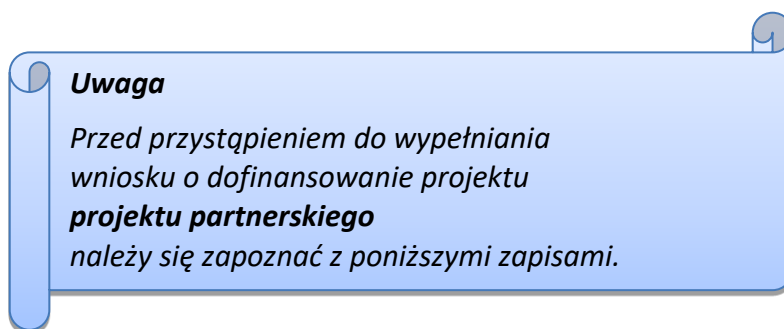 Uwaga
Przed przystąpieniem do wypełniania
wniosku o dofinansowanie projektu
projektu partnerskiego
należy się zapoznać z poniższymi zapisami.